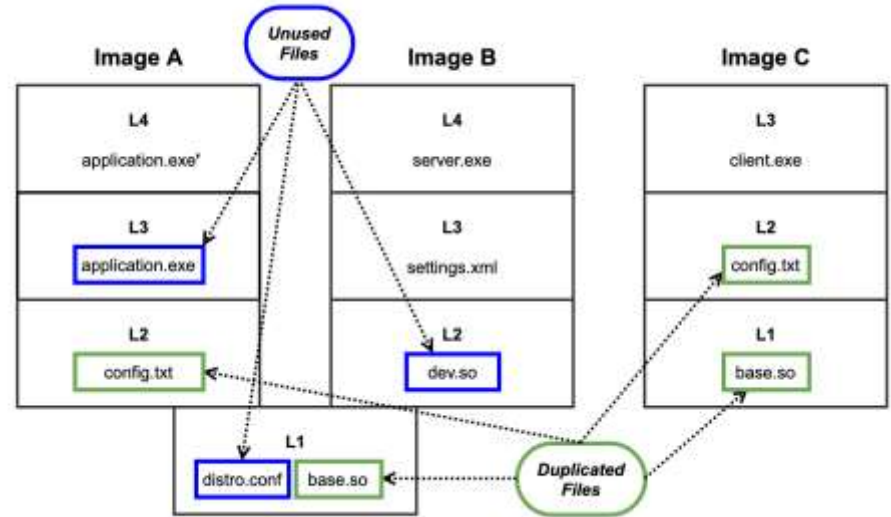 Unused
Files
Image A
Image B
Image C
L4
application.exe'
L4
server.exe
L3
client.exe
L3
application.exe
L3
settings.xml
L2
config.txt
L2
config.txt
L2
dev.so
L1
base.so
L1
distro.conf
base.so
Duplicated
Files